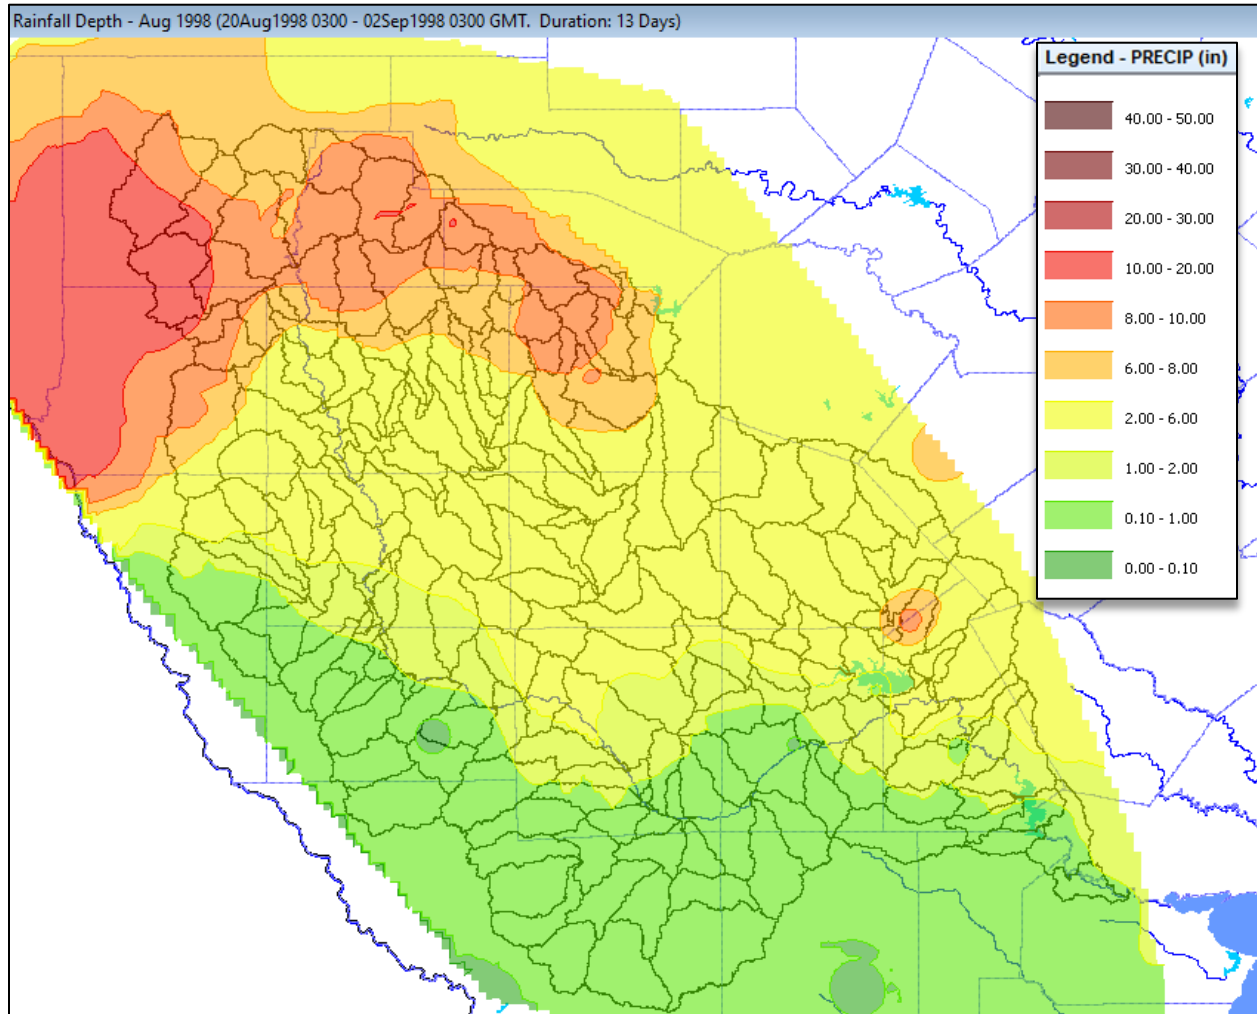 Rainfall Depth - Aug 1998 (20Aug1998 0300 - 02Sep1998 0300 GMT. Duration: 13 Days)
Legend - PRECIP (in)
40.00 - 50.00
30.00 - 40.00
20.00 - 30.00
10.00 - 20.00
8.00 - 10.00
6.00 - 8.00
2.00 - 6.00
1.00 - 2.00
0.10 - 1.00
0.00 - 0.10